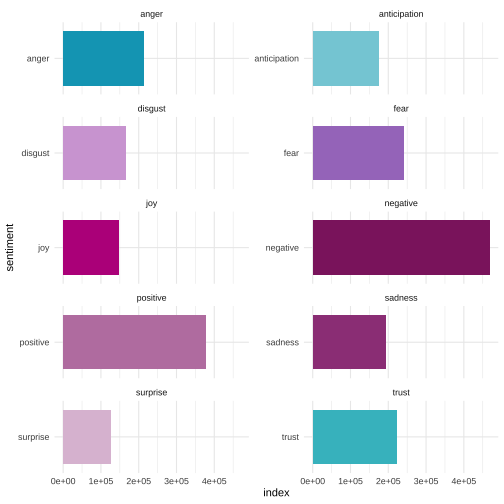 anger
anticipation
anger
anticipation
disgust
fear
disgust
fear
joy
negative
joy
negative
positive
sadness
positive
sadness
surprise
trust
surprise
trust
0e+00 1e+05 2e+05 3e+05 4e+05
0e+00 1e+05 2e+05 3e+05 4e+05
index
sentiment